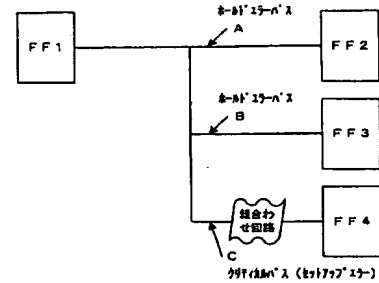 ホールドエラーパス
A
FF1
FF2
ホールドエラーパス
B
FF3
組合わ
せ回路
FF4
C
クリティカルパス (セットアップエラー)